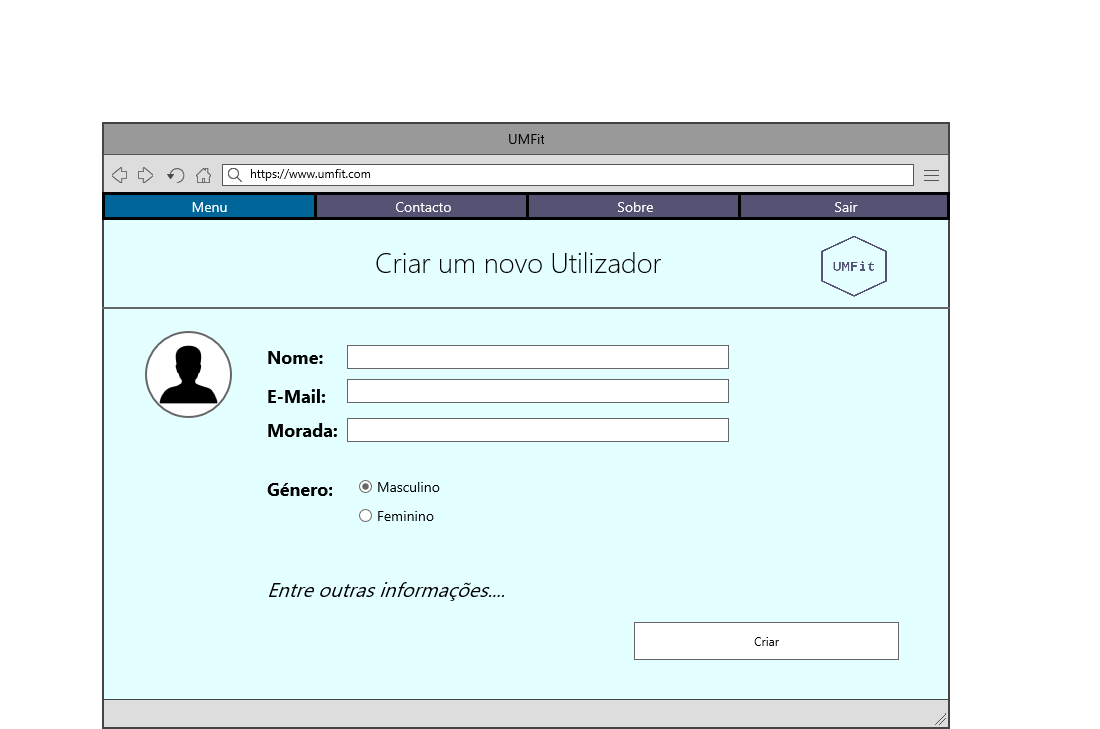 UMFit
https://www.umfit.com
Menu Contacto Sobre Sair
Criar um novo Utilizador
UMFit
Nome:
E-Mail:
Morada:
Género: Masculino
Feminino
Entre outras informações....
Criar